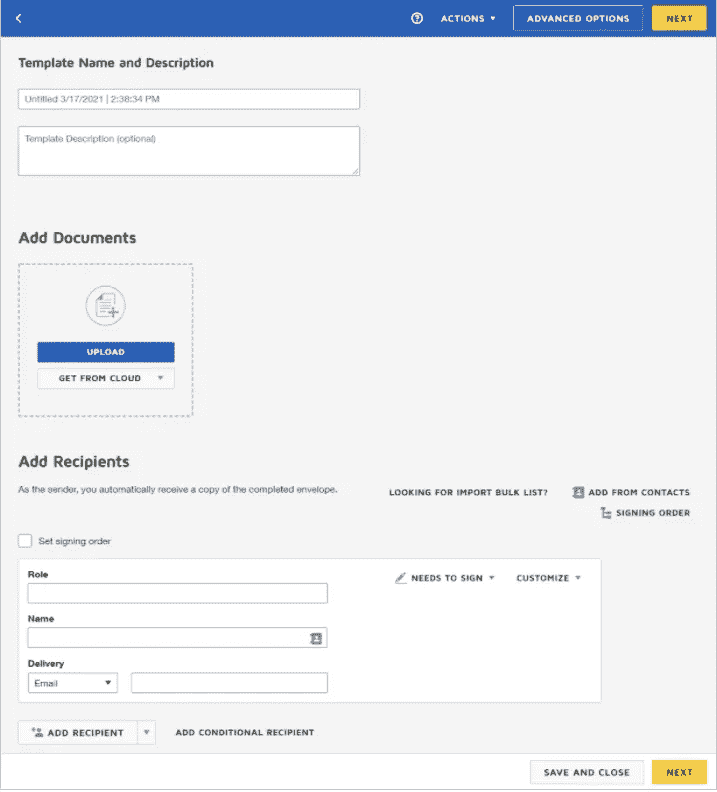 ACTIONS
ADVANCED OPTIONS
NEXT
Template Name and Description
Untitled 3/17/2021 | 2:38:34 PM
Template Description (optional)
Add Documents
UPLOAD
GET FROM CLOUD
Add Recipients
As the sender, you automatically receive a copy of the completed envelope.
LOOKING FOR IMPORT BULK LIST?
ADD FROM CONTACTS
SIGNING ORDER
Set signing order
Role
NEEDS TO SIGN
CUSTOMIZE
Name
Delivery
Email
ADD RECIPIENT
ADD CONDITIONAL RECIPIENT
SAVE AND CLOSE
NEXT